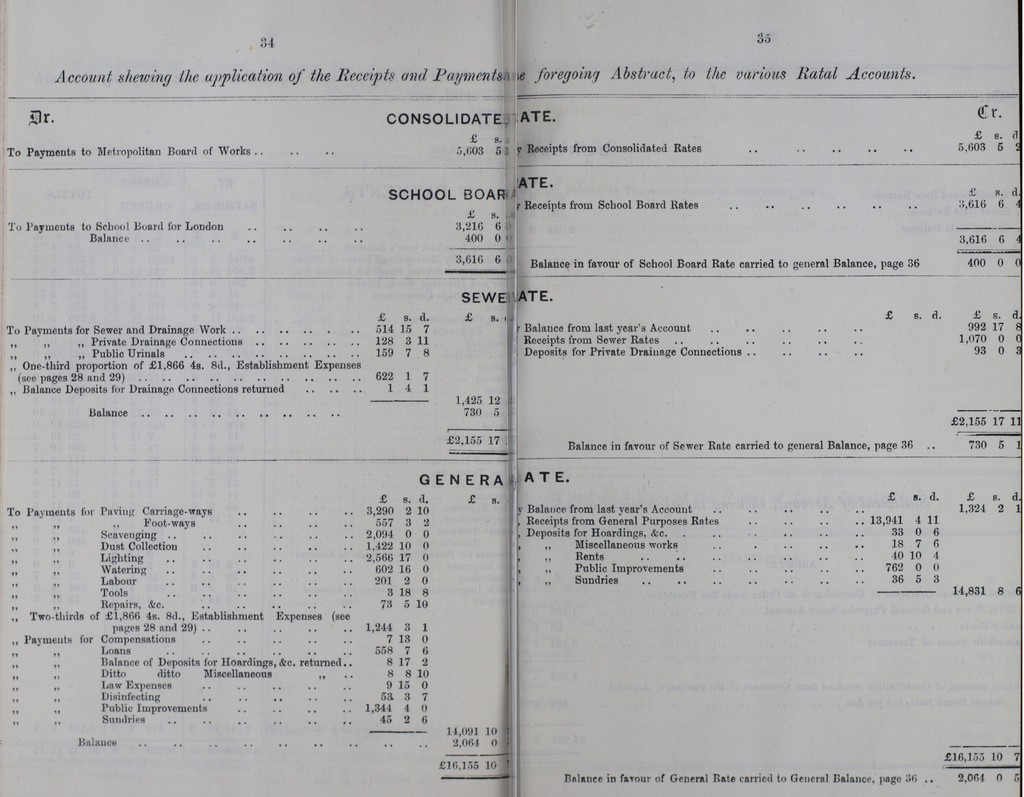 34
Account shewing the application of the Receipts and Payments
Dr.
CONSOLIDATE
£ s.
To Payments to Metropolitan Board of Works .. .. .. 5,603 5
SCHOOL BOAR
£ s.
To Payments to School Board for London .. .. .. .. 3,216 6
Balance .. .. .. .. .. .. .. .. 400 0
3,616 6
SEWE
£ s. d. £ s.
To Payments for Sewer and Drainage Work .. .. .. .. .. 514 15 7
„ „ „ Private Drainage Connections .. .. .. .. 128 3 11
„ „ „ Public Urinals .. .. .. .. .. .. .. 159 7 8
„ One-third proportion of £1,866 4s. 8d., Establishment Expenses
(see pages 28 and 29) .. .. .. .. .. .. .. .. .. 622 1 7
„ Balance Deposits for Drainage Connections returned .. .. .. 1 4 1
1,425 12
Balance .. .. .. .. .. .. .. .. .. 730 5
£2,155 17
GENERA
£ s. d. £ s.
To Payments for Paving Carriage-ways .. .. .. .. 3,290 2 10
„ „ „ Foot-ways .. .. .. .. 557 3 2
„ „ Scavenging .. .. .. .. .. .. 2,094 0 0
„ „ Dust Collection .. .. .. .. .. 1,422 10 0
„ „ Lighting .. .. .. .. .. .. 2,566 17 0
„ „ Watering .. .. .. .. .. .. 602 16 0
„ „ Labour .. .. .. .. .. .. 201 2 0
„ „ Tools .. .. .. .. .. .. 3 18 8
„ „ Repairs, &c. .. .. .. .. .. 73 5 10
„ Two-thirds of £1,866 4s. 8d., Establishment Expenses (see
pages 28 and 29) .. .. .. .. .. .. 1,244 3 1
„ Payments for Compensations .. .. .. .. .. 7 13 0
„ „ Loans .. .. .. .. .. .. 558 7 6
„ „ Balance of Deposits for Hoardings, &c. returned .. 8 17 2
„ „ Ditto ditto Miscellaneous „ .. 8 8 10
„ „ Law Expenses .. .. .. .. .. 9 15 0
„ „ Disinfecting .. .. .. .. .. 53 3 7
„ „ Public Improvements .. .. .. .. 1,344 4 0
„ „ Sundries .. .. .. .. .. .. 45 2 6
14,091 10
Balance .. .. .. .. .. .. .. .. .. 2,064 0
£16,155 10
35
e foregoing Abstract, to the various Ratal Accounts.
ATE.
Cr.
£ s. d
y Receipts from Consolidated Rates .. .. .. .. .. 5,603 5 2
ATE.
£ s. d.
Receipts from School Board Rates .. .. .. .. .. .. 3,616 6 4
3,616 6 4
Balance in favour of School Board Rate carried to general Balance, page 36 400 0 0
ATE.
£ s. d. £ s. d.
Balance from last year's Account .. .. .. .. .. 992 17 8
Receipts from Sewer Rates .. .. .. .. .. .. 1,070 0 0
Deposits for Private Drainage Connections .. .. .. .. 93 0 3
£2,155 17 11
Balance in favour of Sewer Rate carried to general Balance, page 36 .. 730 5 1
ATE.
£ s. d. £ s. d.
y Balance from last year's Account .. .. .. .. .. 1,324 2 1
, Receipts from General Purposes Rates .. .. .. .. 13,941 4 11
, Deposits for Hoardings, &c. .. .. .. .. .. 33 0 6
, „ Miscellaneous works .. .. .. .. 18 7 6
, „ Rents .. .. .. .. .. .. 40 10 4
, „ Public Improvements .. .. .. .. 762 0 0
, „ Sundries .. .. .. .. .. .. 36 5 3
14,831 8 6
£16,155 10 7
Balance in favour of General Rate carried to General Balance, page 36 .. 2,064 0 5